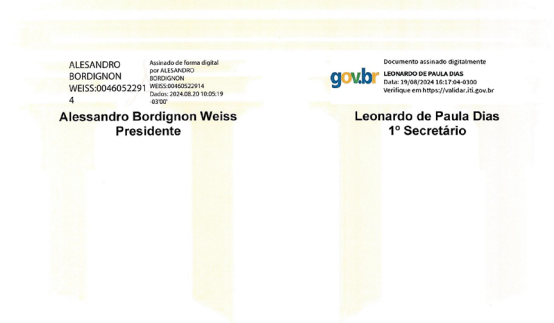 ALESANDRO
BORDIGNON
WEISS:0046052291
4
Assinado de forma digital
por ALESANDRO
BORDIGNON
WEISS:00460522914
Dados: 2024.08.20 10:05:19
-03'00'
Alessandro Bordignon Weiss
Presidente
gov.br
Documento assinado digitalmente
LEONARDO DE PAULA DIAS
Data: 19/08/2024 16:17:04-0300
Verifique em https://validar.iti.gov.br
Leonardo de Paula Dias
1º Secretário